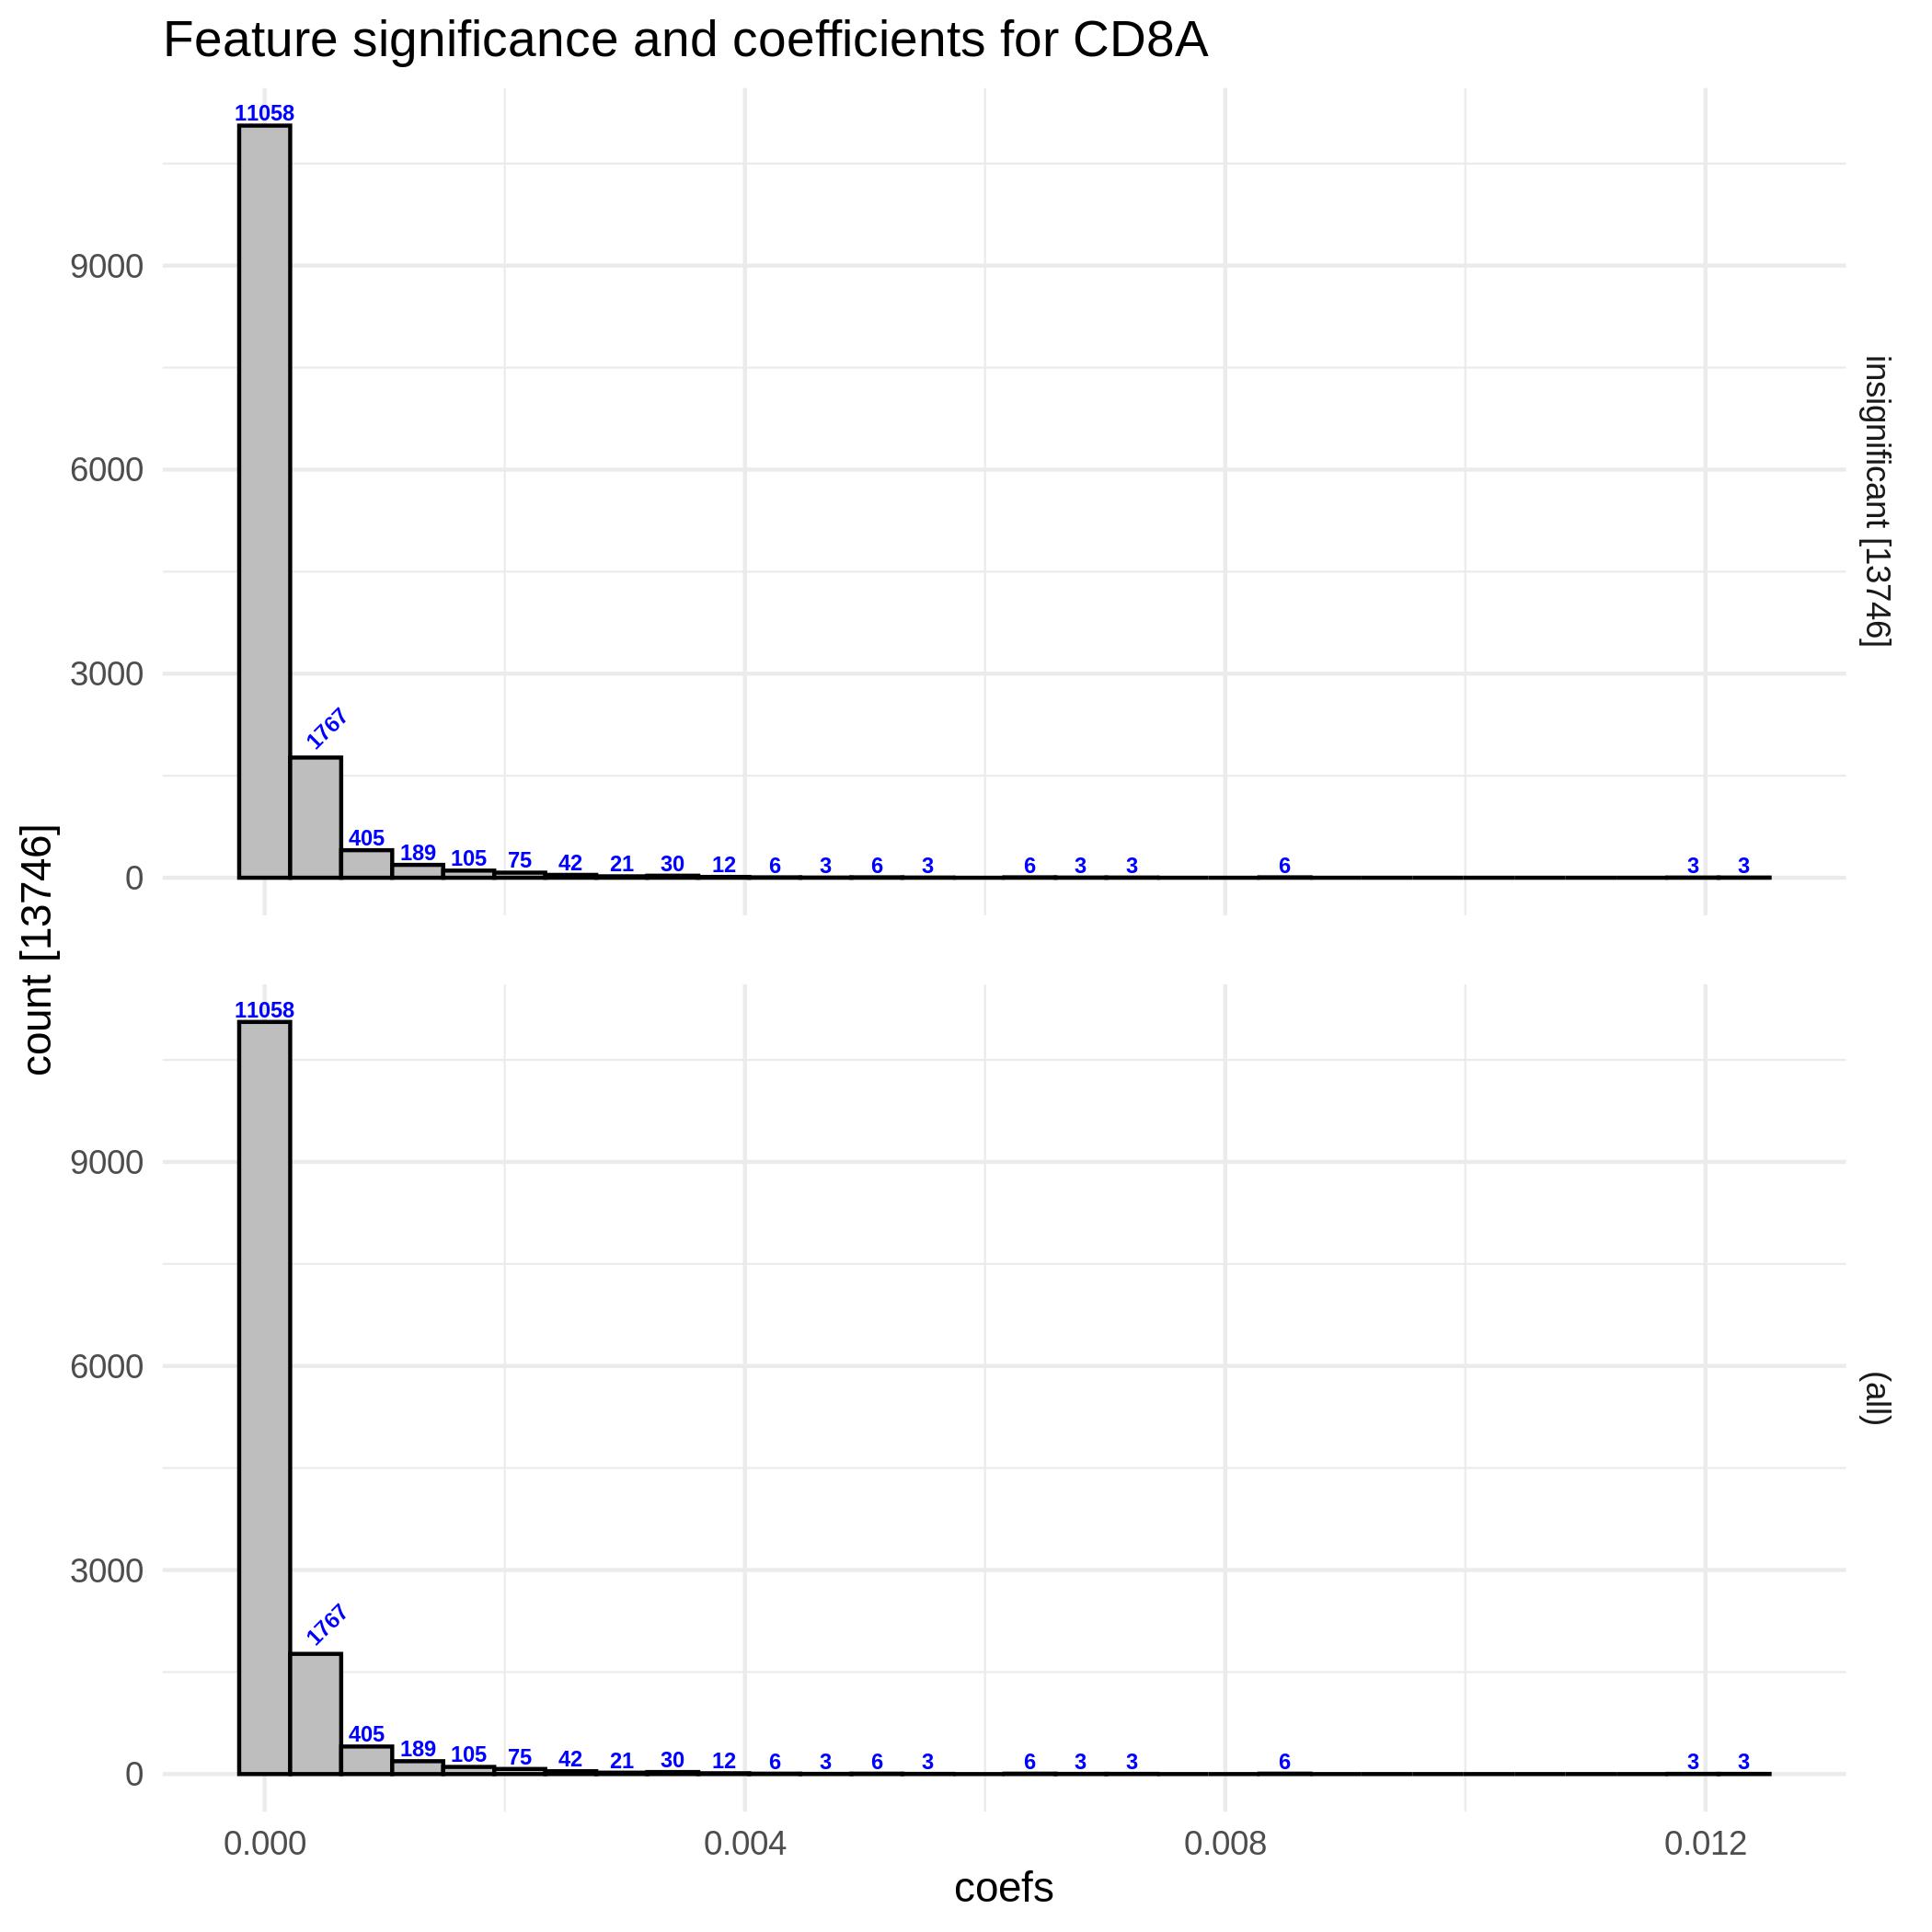 Feature significance and coefficients for CD8A
count [13746]
11058
9000
6000
3000
0
1767
405 189 105 75 42 21 30 12 6 3 6 3 6 3 3 6 3 3
insignificant [13746]
11058
9000
6000
3000
0
1767
405 189 105 75 42 21 30 12 6 3 6 3 6 3 3 6 3 3
(all)
0.000 0.004 0.008 0.012
coefs